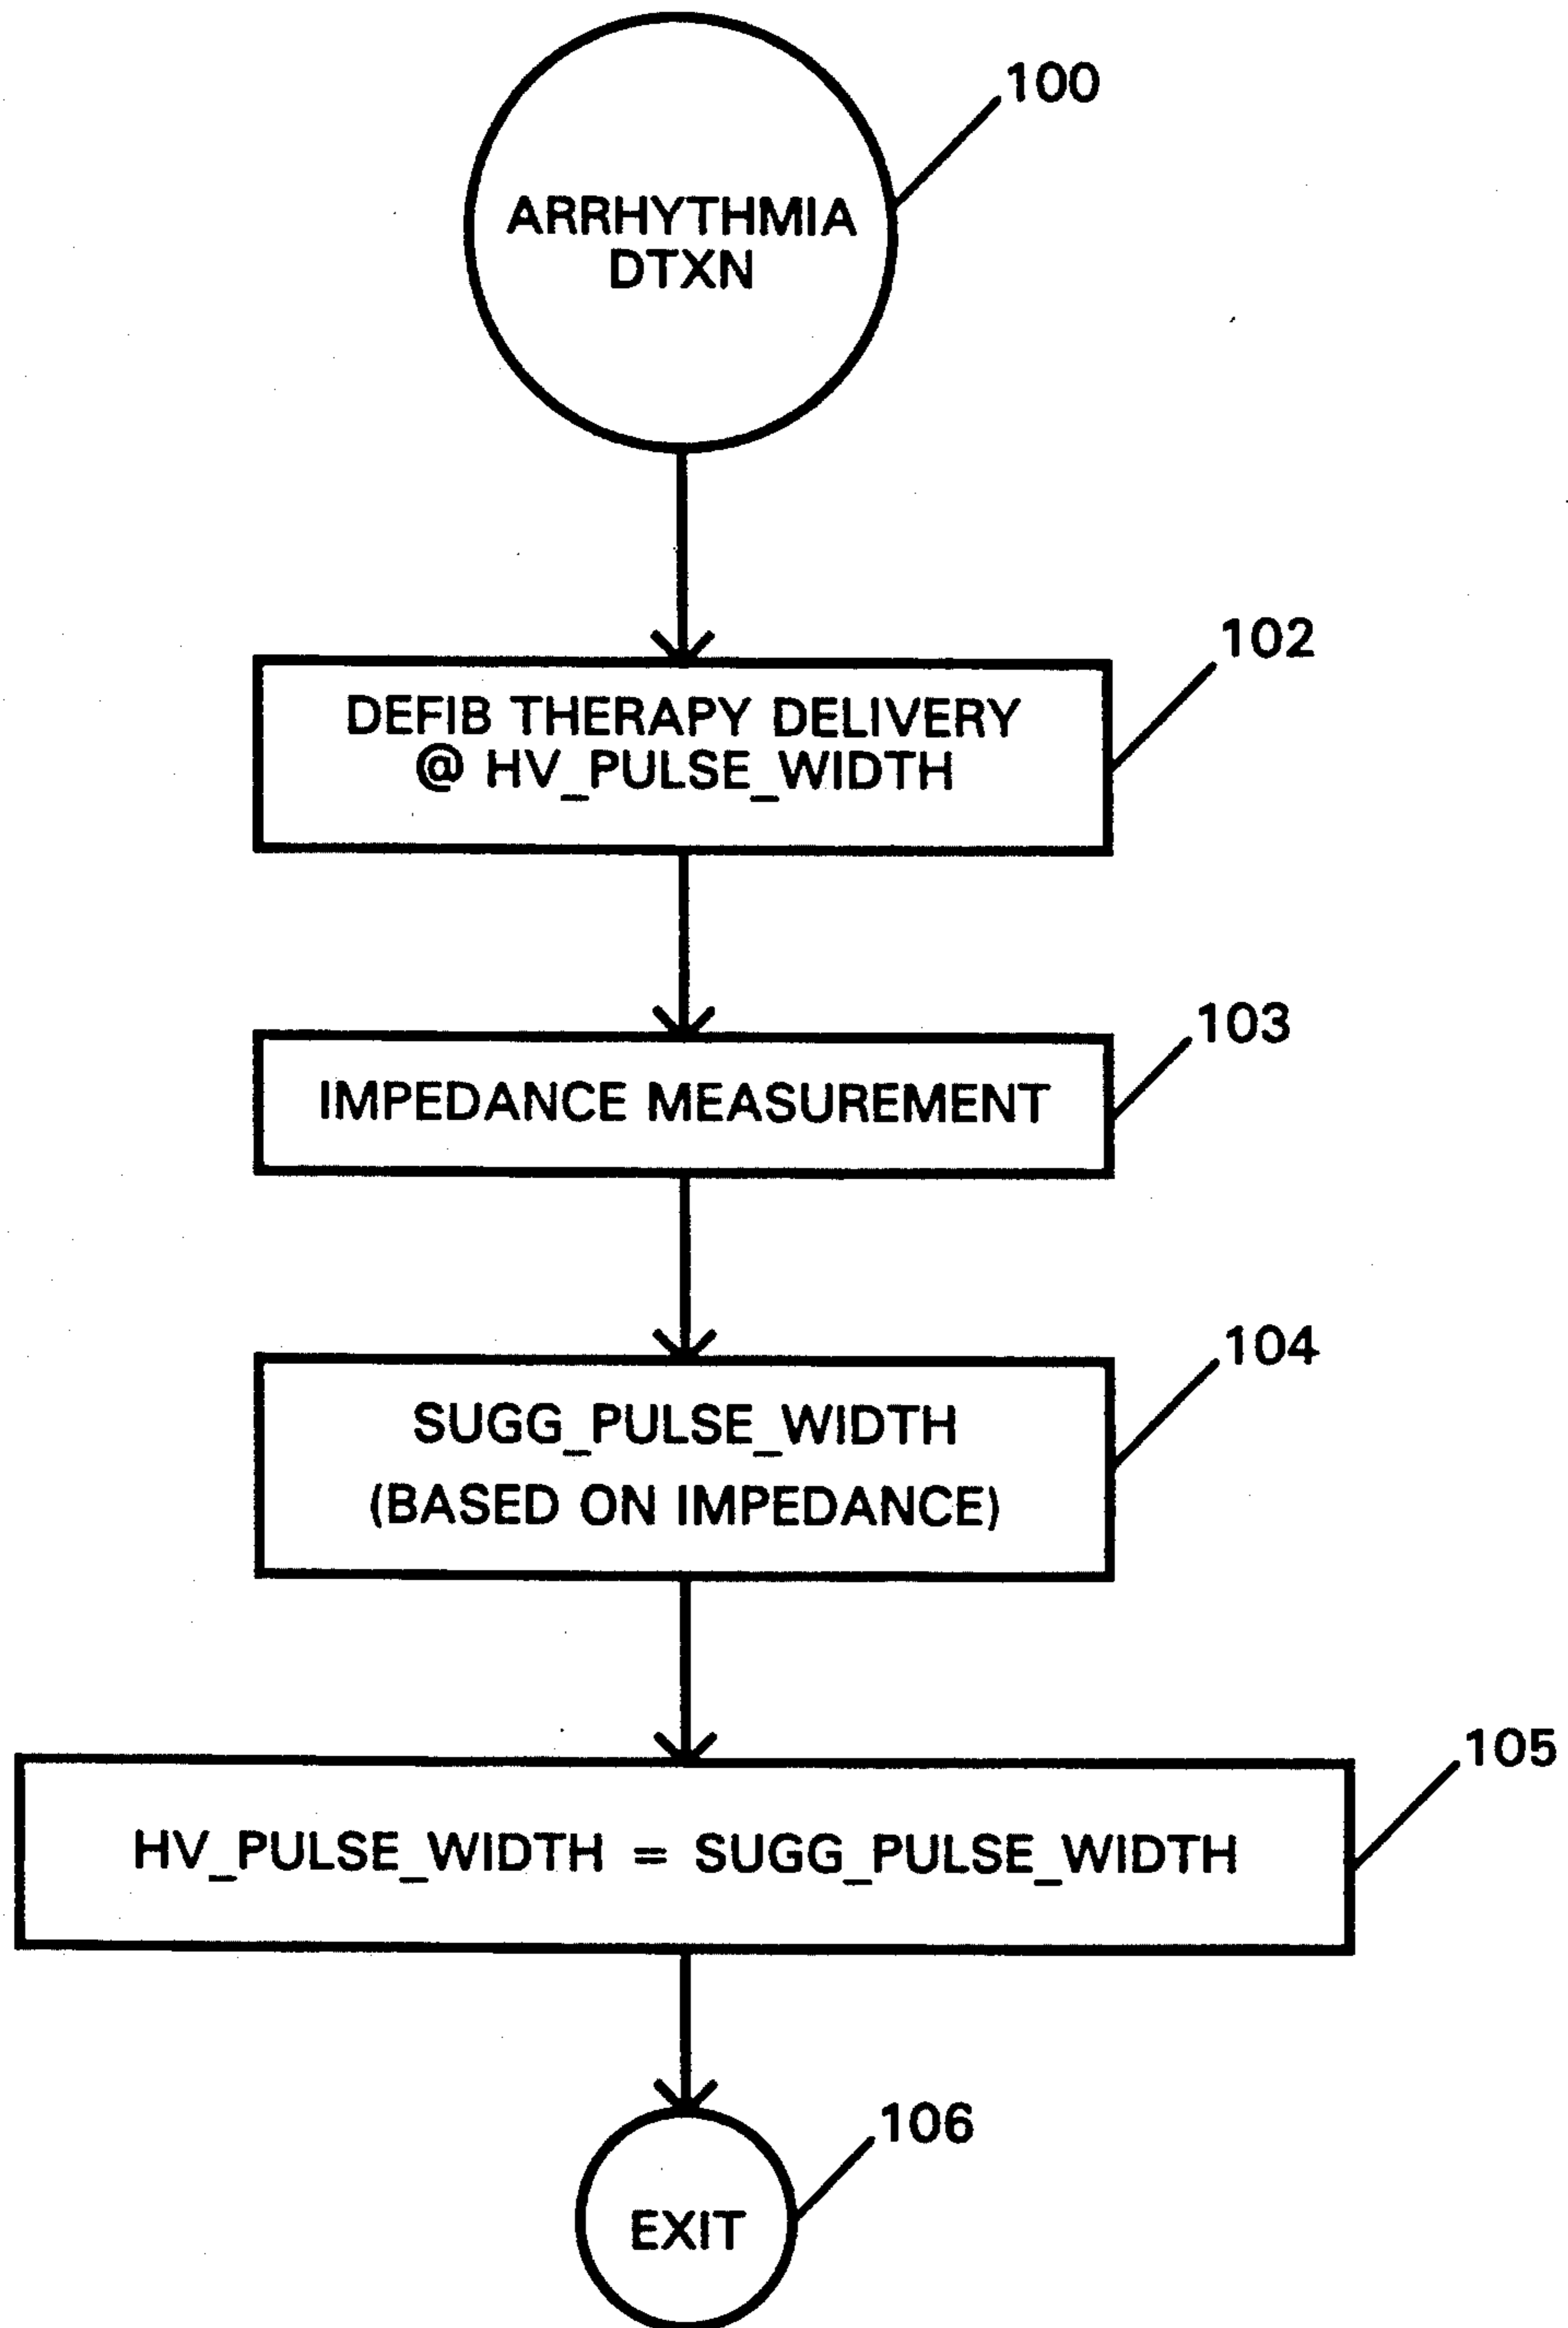 100
ARRHYTHMIA
DTXN
102
DEFIB THERAPY DELIVERY
@ HV_PULSE_WIDTH
103
IMPEDANCE MEASUREMENT
104
SUGG_PULSE_WIDTH
(BASED ON IMPEDANCE)
105
HV_PULSE_WIDTH = SUGG_PULSE_WIDTH
106
EXIT